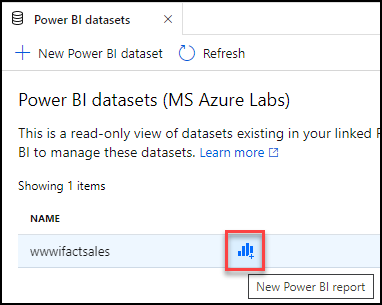 Power BI datasets
New Power BI dataset Refresh
Power BI datasets (MS Azure Labs)
This is a read-only view of datasets existing in your linked
BI to manage these datasets. Learn more
Showing 1 items
NAME
wwwifactsales
New Power BI report